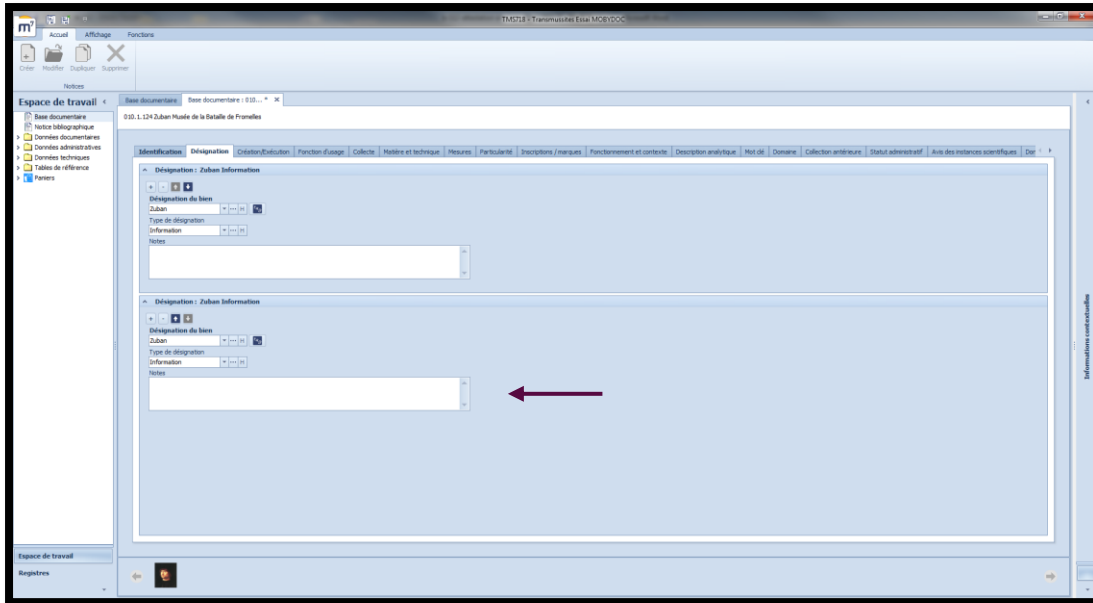 TMS718 - Transmussités Essai MOBYDOC
m³
Accueil Affichage Fonctions
Créer Modifier Dupliquer Supprimer
Notices
Espace de travail
Base documentaire
Notice bibliographique
Données documentaires
Données administratives
Données techniques
Tables de référence
Paniers
Base documentaire Base documentaire : 010... *
010.1.124 Zuban Musée de la Bataille de Fromelles
Identification Désignation Création/Exécution Fonction d'usage Collecte Matière et technique Mesures Particularité Inscriptions / marques Fonctionnement et contexte Description analytique Mot clé Domaine Collection antérieure Statut administratif Avis des instances scientifiques Don
Désignation : Zuban Information
Désignation du bien
Zuban
Type de désignation
Information
Notes
Désignation : Zuban Information
Désignation du bien
Zuban
Type de désignation
Information
Notes
Informations contextuelles
Espace de travail
Registres